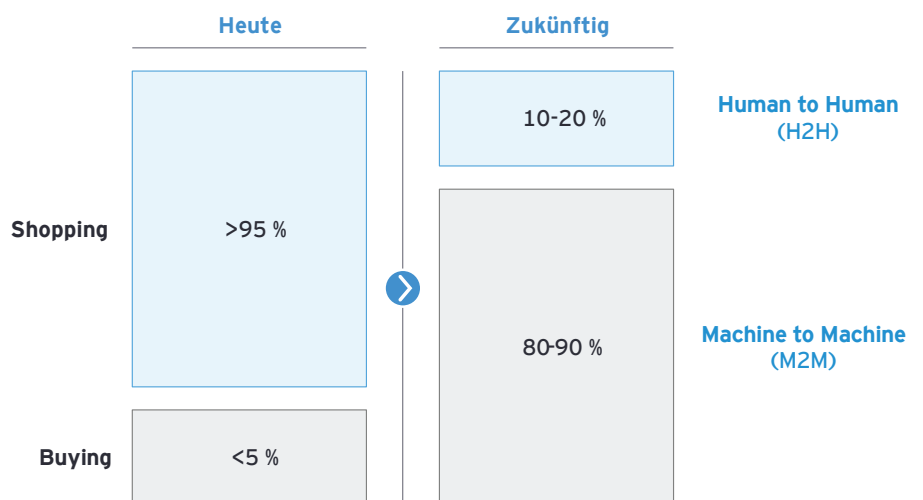 Heute
Zukünftig
10-20 %
Human to Human
(H2H)
Shopping
>95 %
80-90 %
Machine to Machine
(M2M)
Buying
<5 %